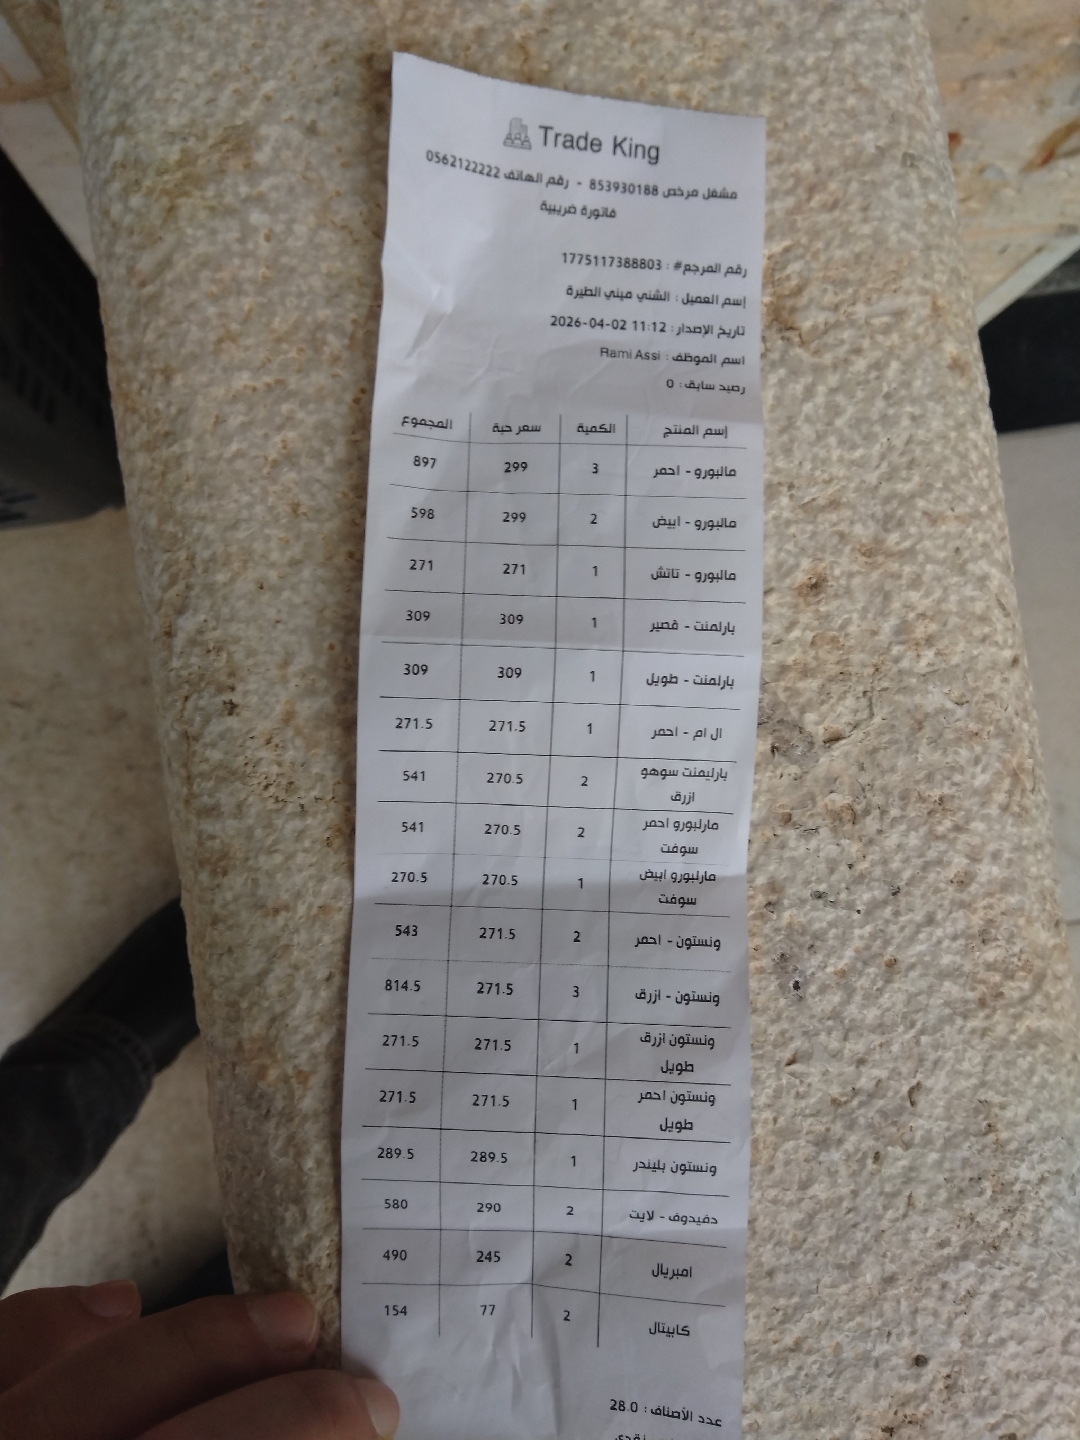 Trade King
مشغل مرخص 853930188 - رقم الهاتف 0562122222
فاتورة ضريبية
رقم المرجع# : 1775117388803
إسم العميل : الشني ميني الطيرة
تاريخ الإصدار : 11:12 2026-04-02
اسم الموظف : Rami Assi
رصيد سابق: 0
إسم المنتج الكمية سعر حبة المجموع
مالبورو - احمر 3 299 897
مالبورو - ابيض 2 299 598
مالبورو - تاتش 1 271 271
بارلمنت - قصير 1 309 309
بارلمنت - طويل 1 309 309
ال ام - احمر 1 271.5 271.5
بارليمنت سوهو 2 270.5 541
ازرق
مارلبورو احمر 2 270.5 541
سوفت
مارلبورو ابيض 1 270.5 270.5
سوفت
ونستون - احمر 2 271.5 543
ونستون - ازرق 3 271.5 814.5
ونستون ازرق 1 271.5 271.5
طويل
ونستون احمر 1 271.5 271.5
طويل
ونستون بليندر 1 289.5 289.5
دفيدوف - لايت 2 290 580
امبريال 2 245 490
كابيتال 2 77 154
عدد الأصناف : 28.0
نقدي